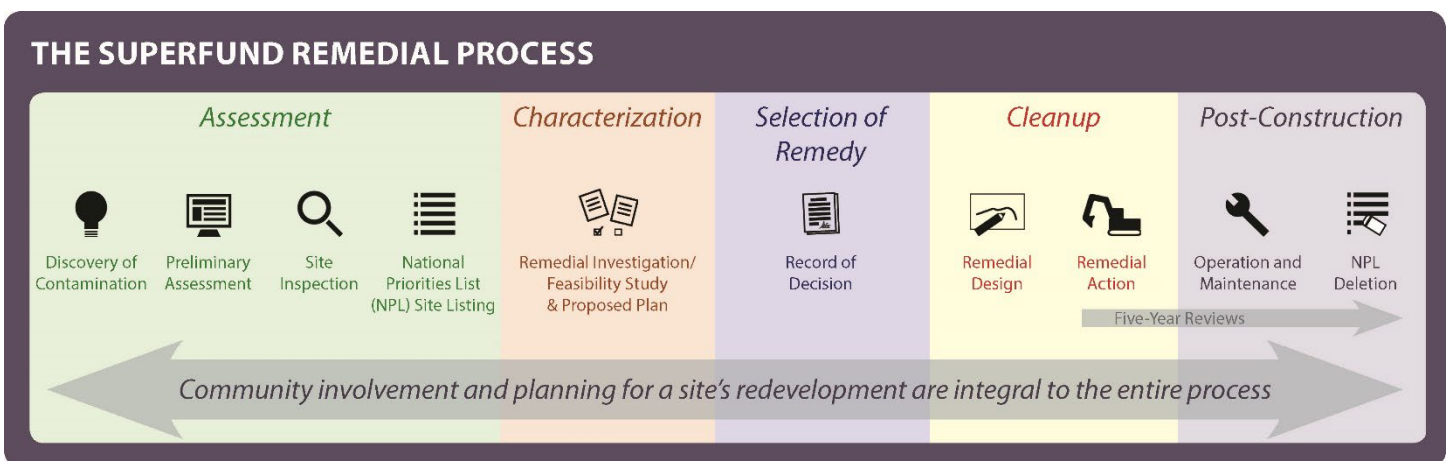 THE SUPERFUND REMEDIAL PROCESS
Assessment
Discovery of
Contamination
Preliminary
Assessment
Site
Inspection
National
Priorities List
(NPL) Site Listing
Characterization
Remedial Investigation/
Feasibility Study
& Proposed Plan
Selection of
Remedy
Record of
Decision
Cleanup
Remedial
Design
Remedial
Action
Post-Construction
Operation and
Maintenance
NPL
Deletion
Five-Year Reviews
Community involvement and planning for a site's redevelopment are integral to the entire process